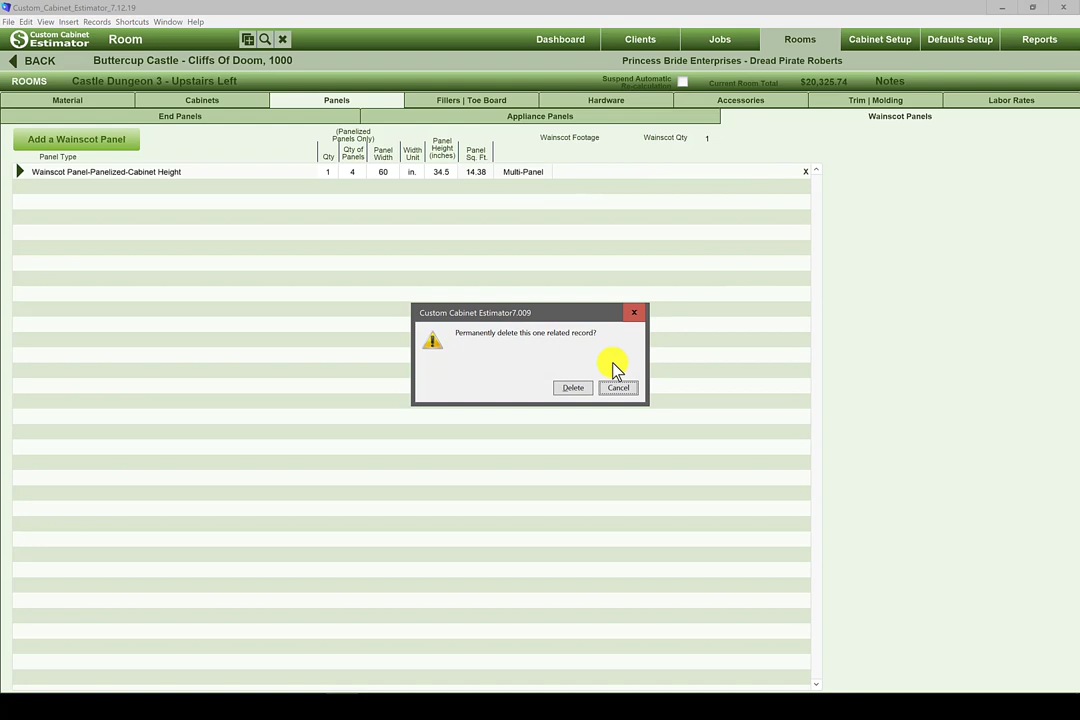 Custom_Cabinet_Estimator_7.12.19
File Edit View Insert Records Shortcuts Window Help
Custom Cabinet Estimator Room Dashboard Clients Jobs Rooms Cabinet Setup Defaults Setup Reports
BACK Buttercup Castle - Cliffs Of Doom, 1000 Princess Bride Enterprises - Dread Pirate Roberts
ROOMS Castle Dungeon 3 - Upstairs Left Suspend Automatic Re-calculation Current Room Total $20,325.74 Notes
Material Cabinets Panels Fillers | Toe Board Hardware Accessories Trim | Molding Labor Rates
End Panels Appliance Panels Wainscot Panels
Add a Wainscot Panel (Panelized Panels Only) Wainscot Footage Wainscot Qty 1
Panel Type Qty Qty of Panels Panel Width Width Unit Panel Height (inches) Panel Sq. Ft.
Wainscot Panel-Panelized-Cabinet Height 1 4 60 in. 34.5 14.38 Multi-Panel X
Custom Cabinet Estimator7.009 x
Permanently delete this one related record?
Delete Cancel